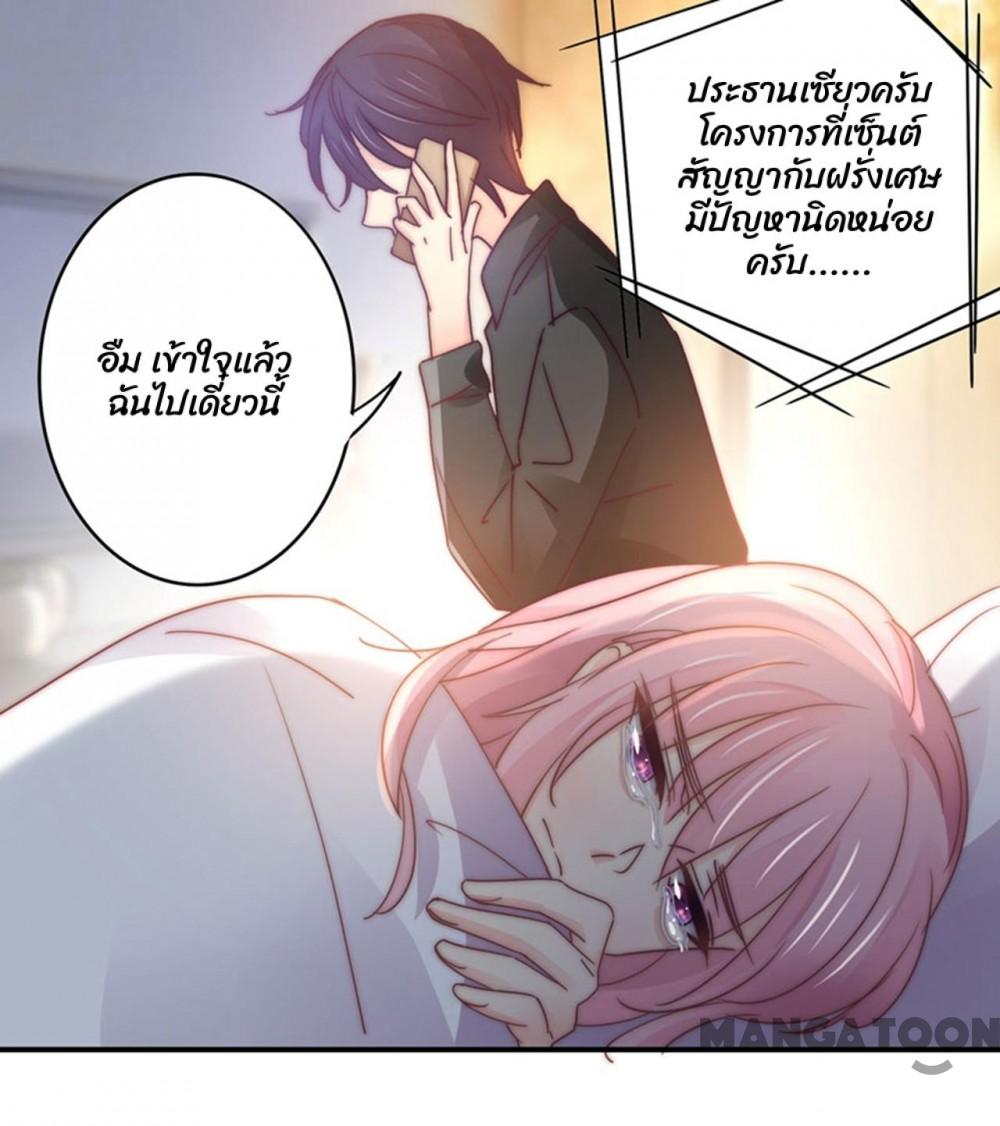 ประธานเซียวครับ
โครงการที่เซ็นต์
สัญญากับฝรั่งเศษ
มีปัญหานิดหน่อย
ครับ......
อืม เข้าใจแล้ว
ฉันไปเดี๋ยวนี้
MANGATOON